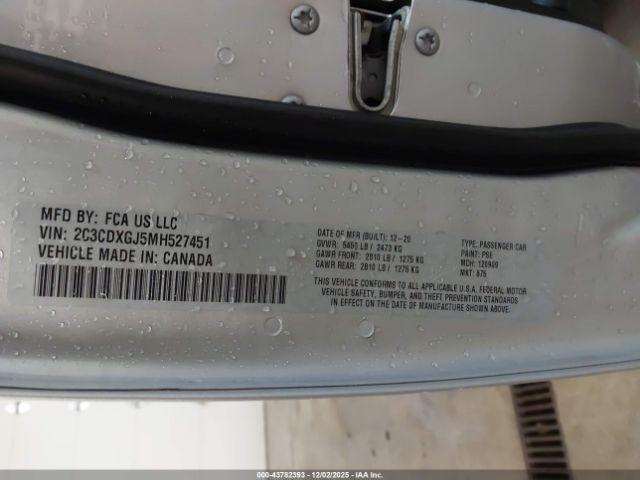 MFD BY: FCA US LLC
VIN: 2C3CDXGJ5MH527451
VEHICLE MADE IN: CANADA
DATE OF MFR (BUILT): 12-20
GVWR: 5450 LB / 2473 KG
GAWR FRONT: 2810 LB / 1275 KG
GAWR REAR: 2810 LB / 1275 KG
TYPE: PASSENGER CAR
PAINT: PSE
MDH: 120909
MKT: 675
THIS VEHICLE CONFORMS TO ALL APPLICABLE U.S.A. FEDERAL MOTOR
VEHICLE SAFETY, BUMPER, AND THEFT PREVENTION STANDARDS
IN EFFECT ON THE DATE OF MANUFACTURE SHOWN ABOVE.
000-43782393 - 12/02/2025 - IAA Inc.